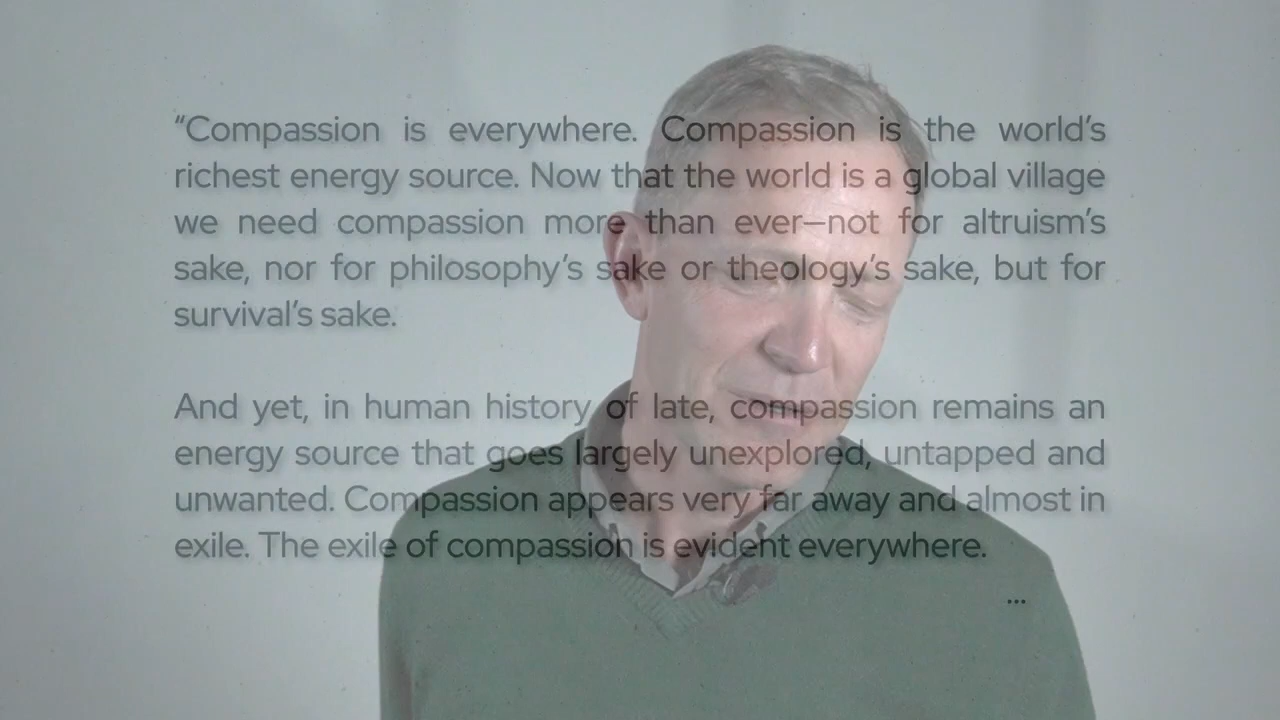 “Compassion is everywhere. Compassion is the world’s
richest energy source. Now that the world is a global village
we need compassion more than ever—not for altruism’s
sake, nor for philosophy’s sake or theology’s sake, but for
survival’s sake.
And yet, in human history of late, compassion remains an
energy source that goes largely unexplored, untapped and
unwanted. Compassion appears very far away and almost in
exile. The exile of compassion is evident everywhere.
...